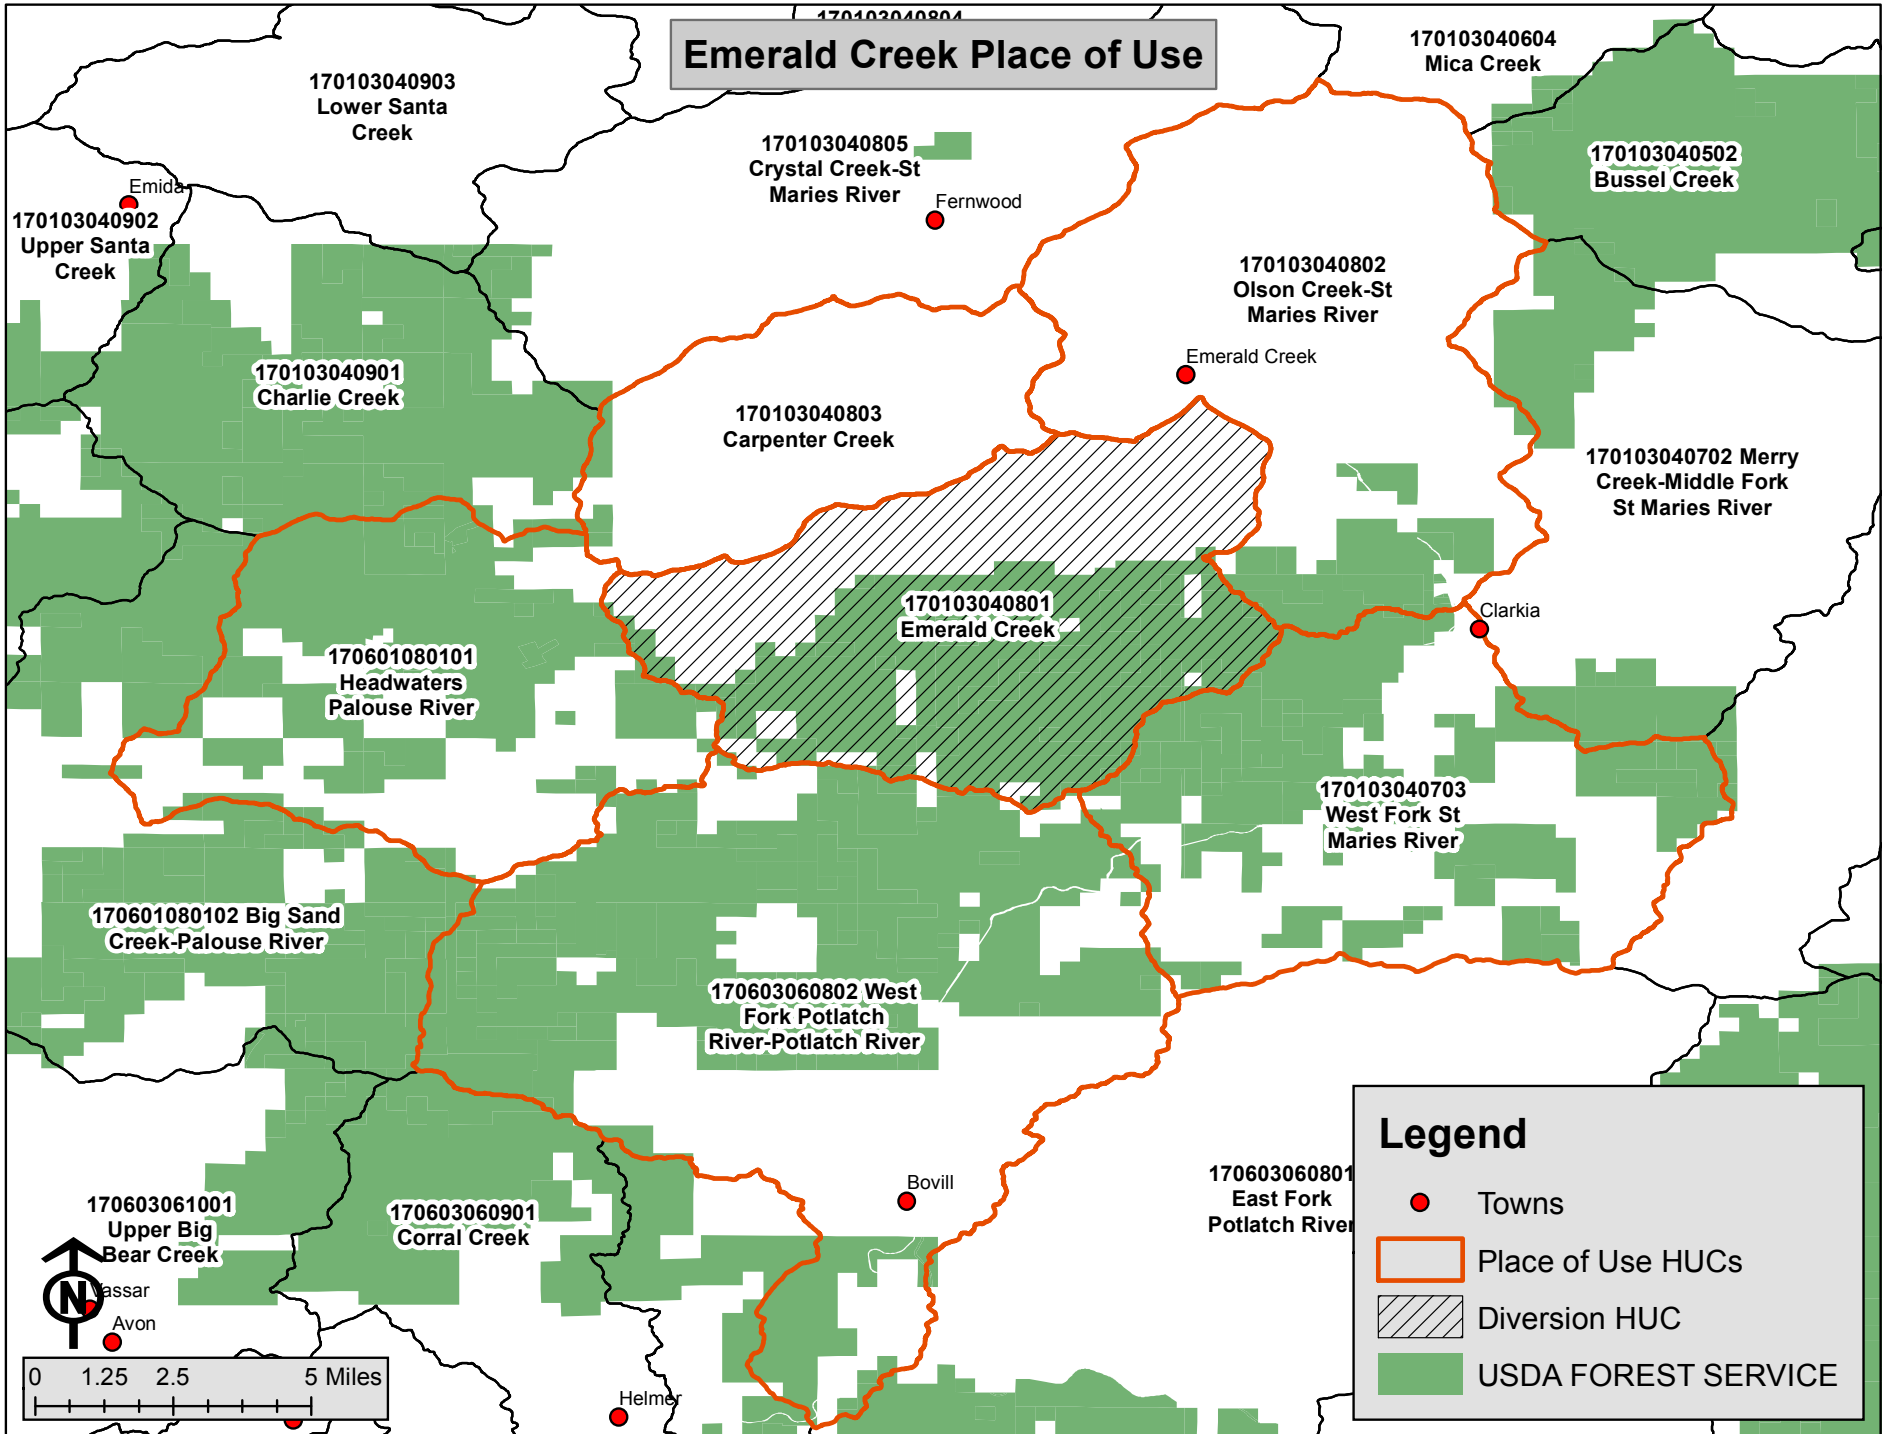 170103040804
Emerald Creek Place of Use
170103040604
Mica Creek
170103040903
Lower Santa
Creek
170103040805
Crystal Creek-St
Maries River
170103040502
Bussel Creek
Emida
Fernwood
170103040902
Upper Santa
Creek
170103040802
Olson Creek-St
Maries River
Emerald Creek
170103040901
Charlie Creek
170103040803
Carpenter Creek
170103040702 Merry
Creek-Middle Fork
St Maries River
170103040801
Emerald Creek
Clarkia
170601080101
Headwaters
Palouse River
170103040703
West Fork St
Maries River
170601080102 Big Sand
Creek-Palouse River
170603060802 West
Fork Potlatch
River-Potlatch River
Bovill
170603060801
East Fork
Potlatch River
170603061001
Upper Big
Bear Creek
170603060901
Corral Creek
N
Vassar
Avon
Helmer
0 1.25 2.5 5 Miles
Legend
Towns
Place of Use HUCs
Diversion HUC
USDA FOREST SERVICE